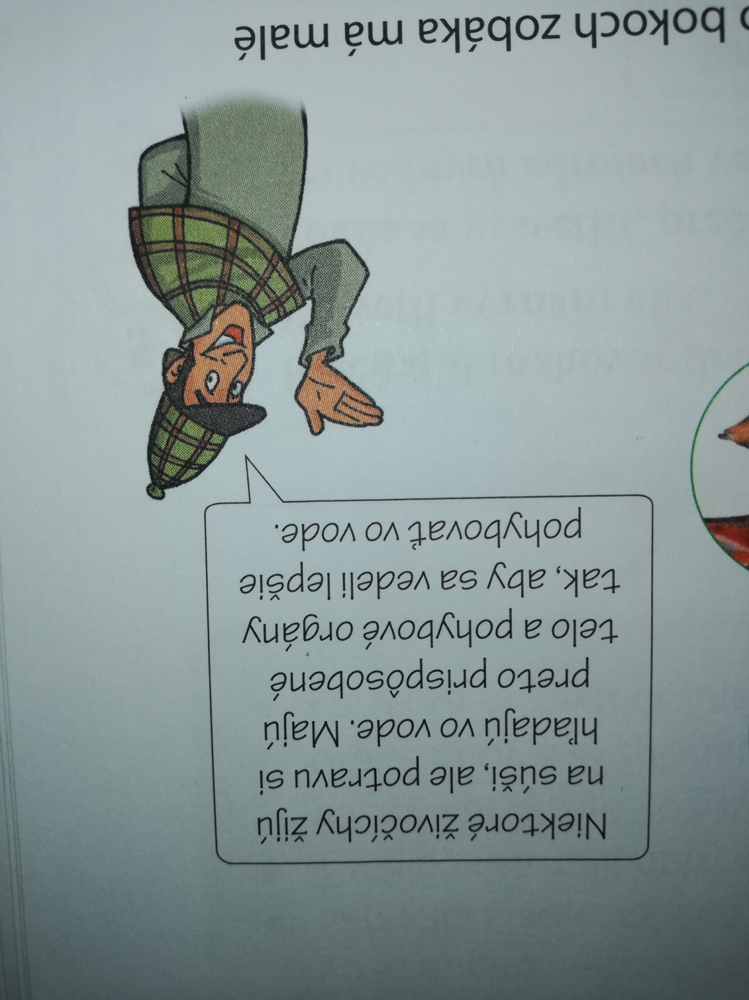 Niektoré živočíchy žijú
na súši, ale potravu si
hľadajú vo vode. Majú
preto prispôsobené
telo a pohybové orgány
tak, aby sa vedeli lepšie
pohybovať vo vode.
bokoch zobáka má malé